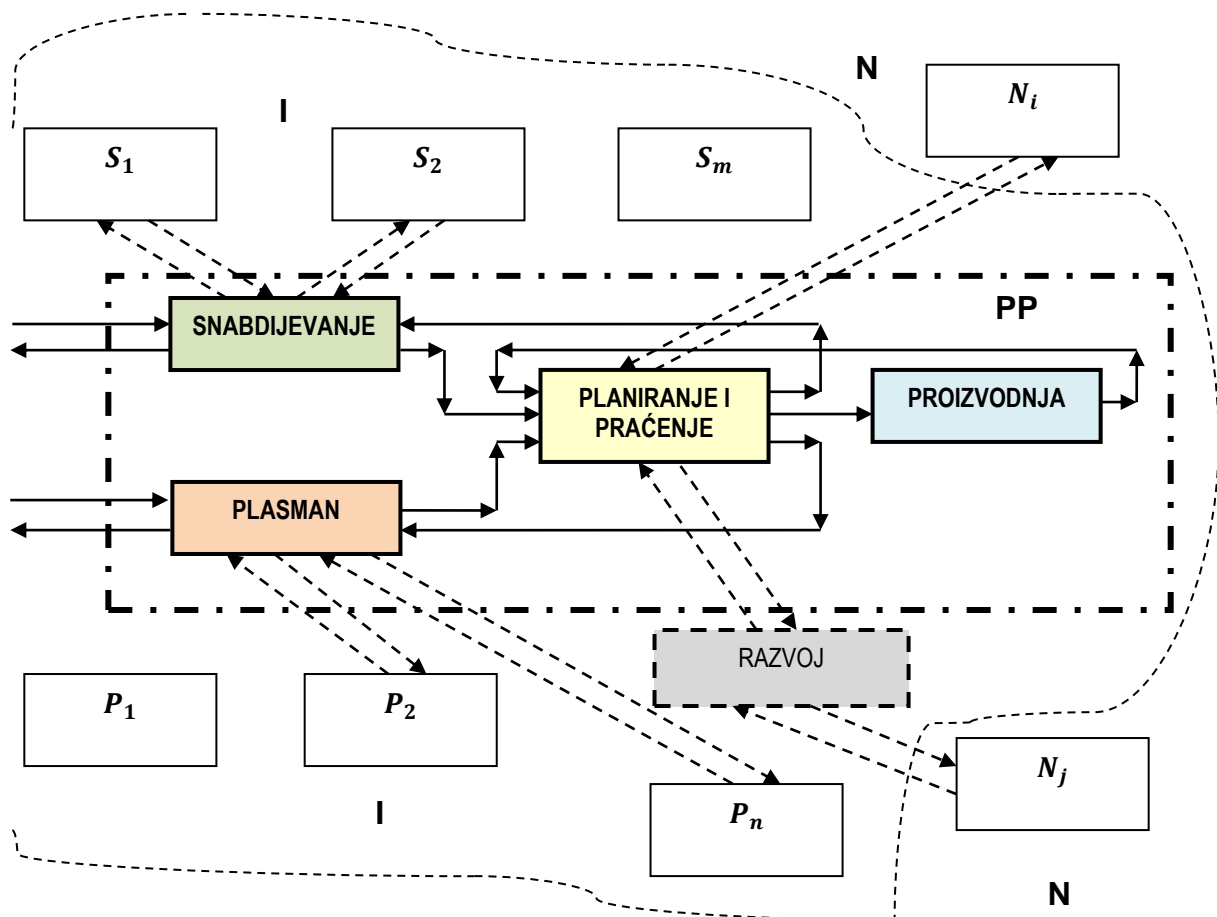 N
I
N_i
S_1
S_2
S_m
PP
SNABDIJEVANJE
PLANIRANJE I
PRAĆENJE
PROIZVODNJA
PLASMAN
RAZVOJ
P_1
P_2
N_j
P_n
I
N